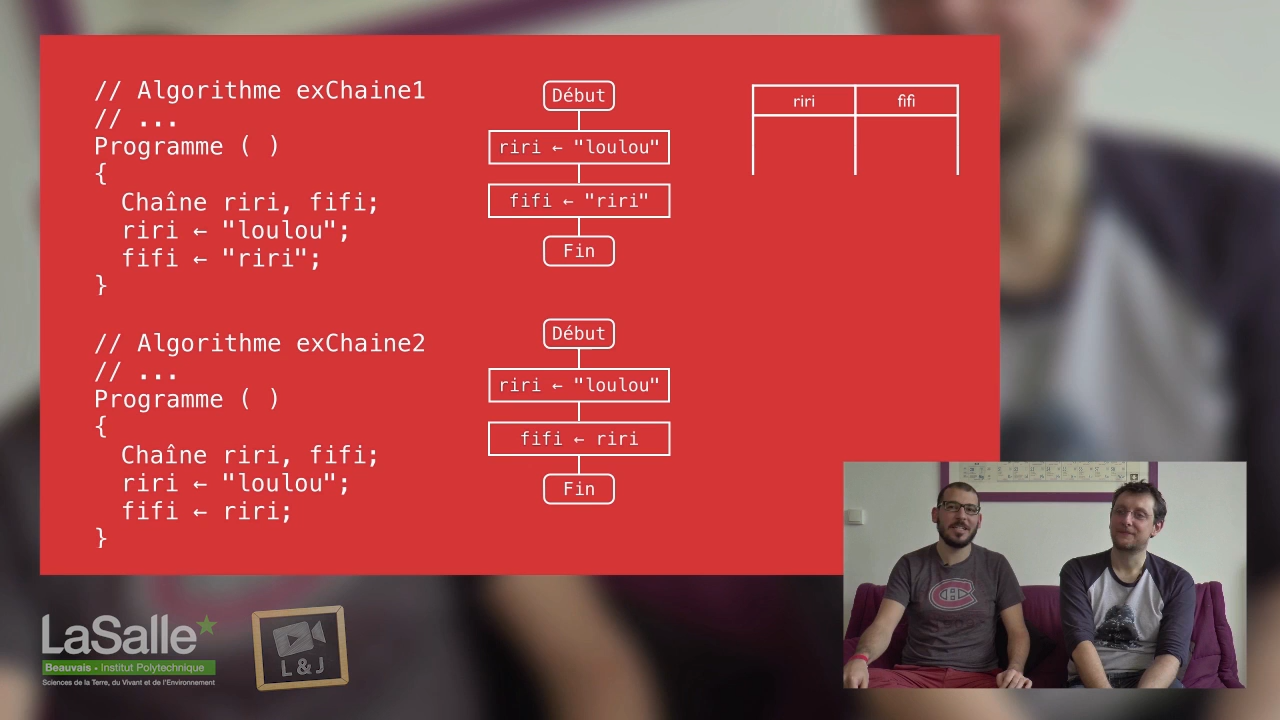 // Algorithme exChaine1
// ...
Programme ( )
{
Chaîne riri, fifi;
riri ← "loulou";
fifi ← "riri";
}
Début
riri ← "loulou"
fifi ← "riri"
Fin
riri fifi
// Algorithme exChaine2
// ...
Programme ( )
{
Chaîne riri, fifi;
riri ← "loulou";
fifi ← riri;
}
Début
riri ← "loulou"
fifi ← riri
Fin
LaSalle
Beauvais • Institut Polytechnique
Sciences de la Terre, du Vivant et de l'Environnement
L & J